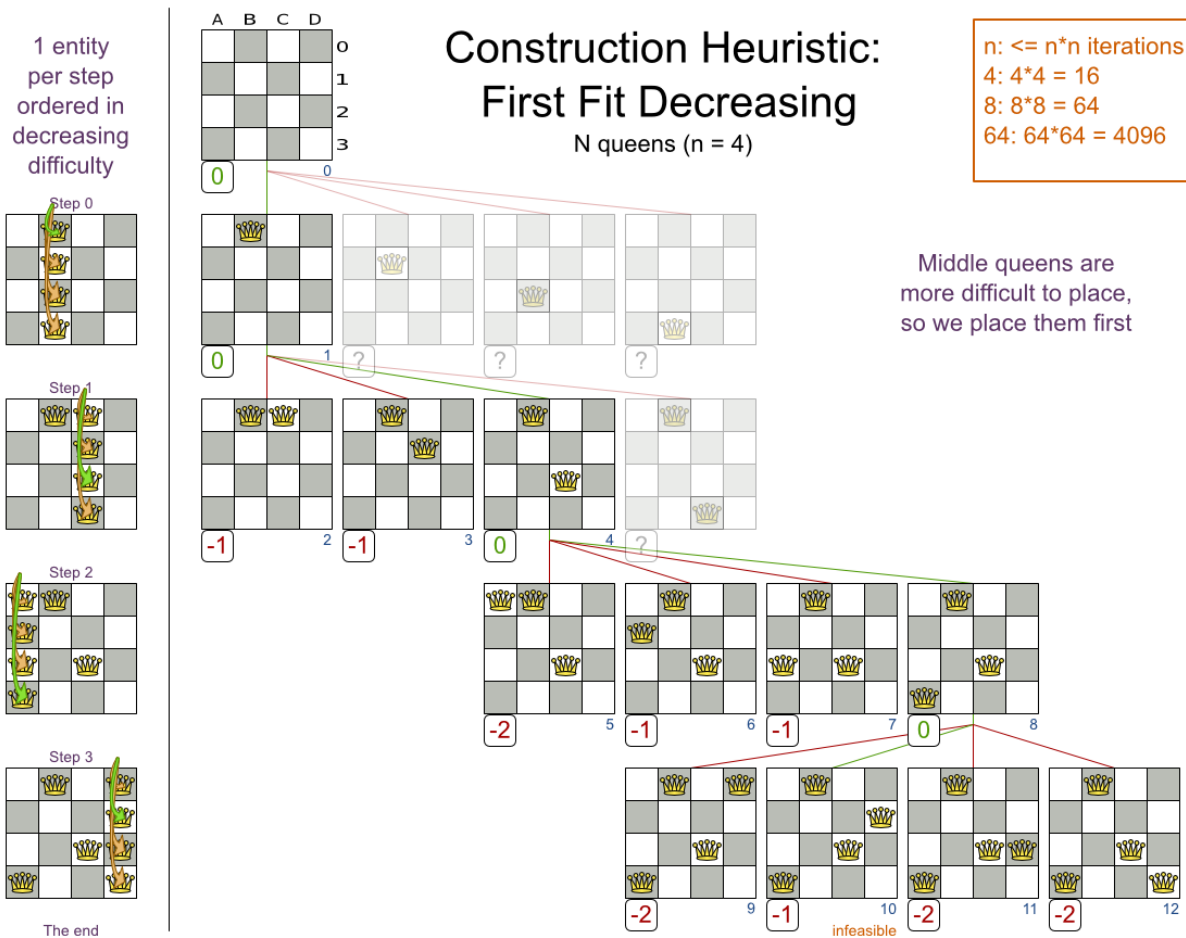 A B C D
0
1
2
3
1 entity
per step
ordered in
decreasing
difficulty
Construction Heuristic:
First Fit Decreasing
N queens (n = 4)
n: <= n*n iterations
4: 4*4 = 16
8: 8*8 = 64
64: 64*64 = 4096
0 0
Step 0
Middle queens are
more difficult to place,
so we place them first
0 1 ? ? ?
Step 1
-1 2 -1 3 0 4 ?
Step 2
-2 5 -1 6 -1 7 0 8
Step 3
-2 9 -1 10 -2 11 -2 12
The end
infeasible